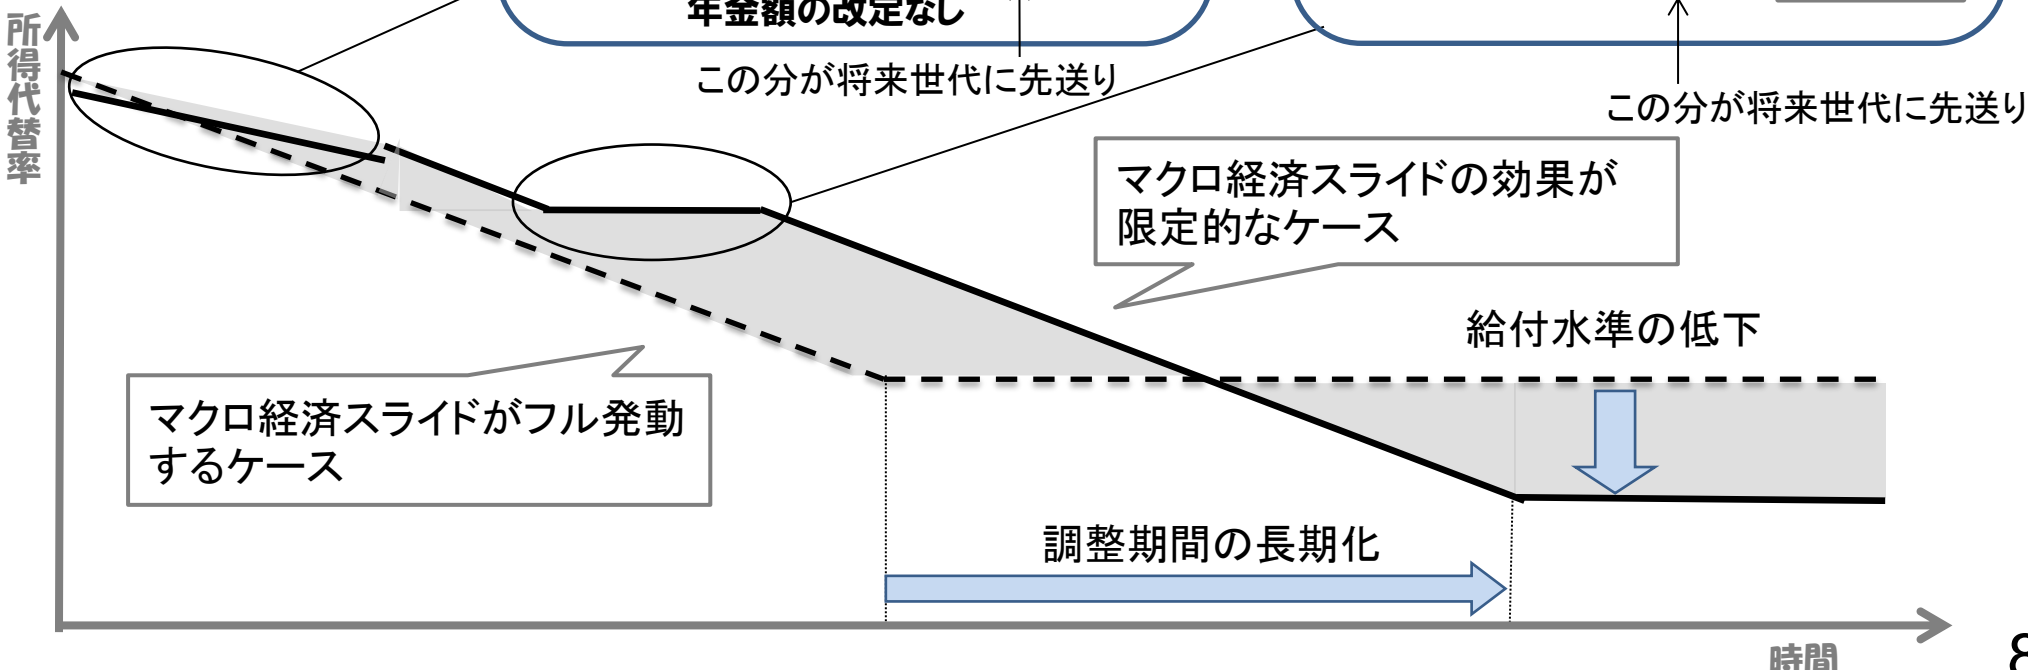 年金額の改定なし
所得代替率
この分が将来世代に先送り
この分が将来世代に先送り
マクロ経済スライドの効果が
限定的なケース
給付水準の低下
マクロ経済スライドがフル発動
するケース
調整期間の長期化
時間
8